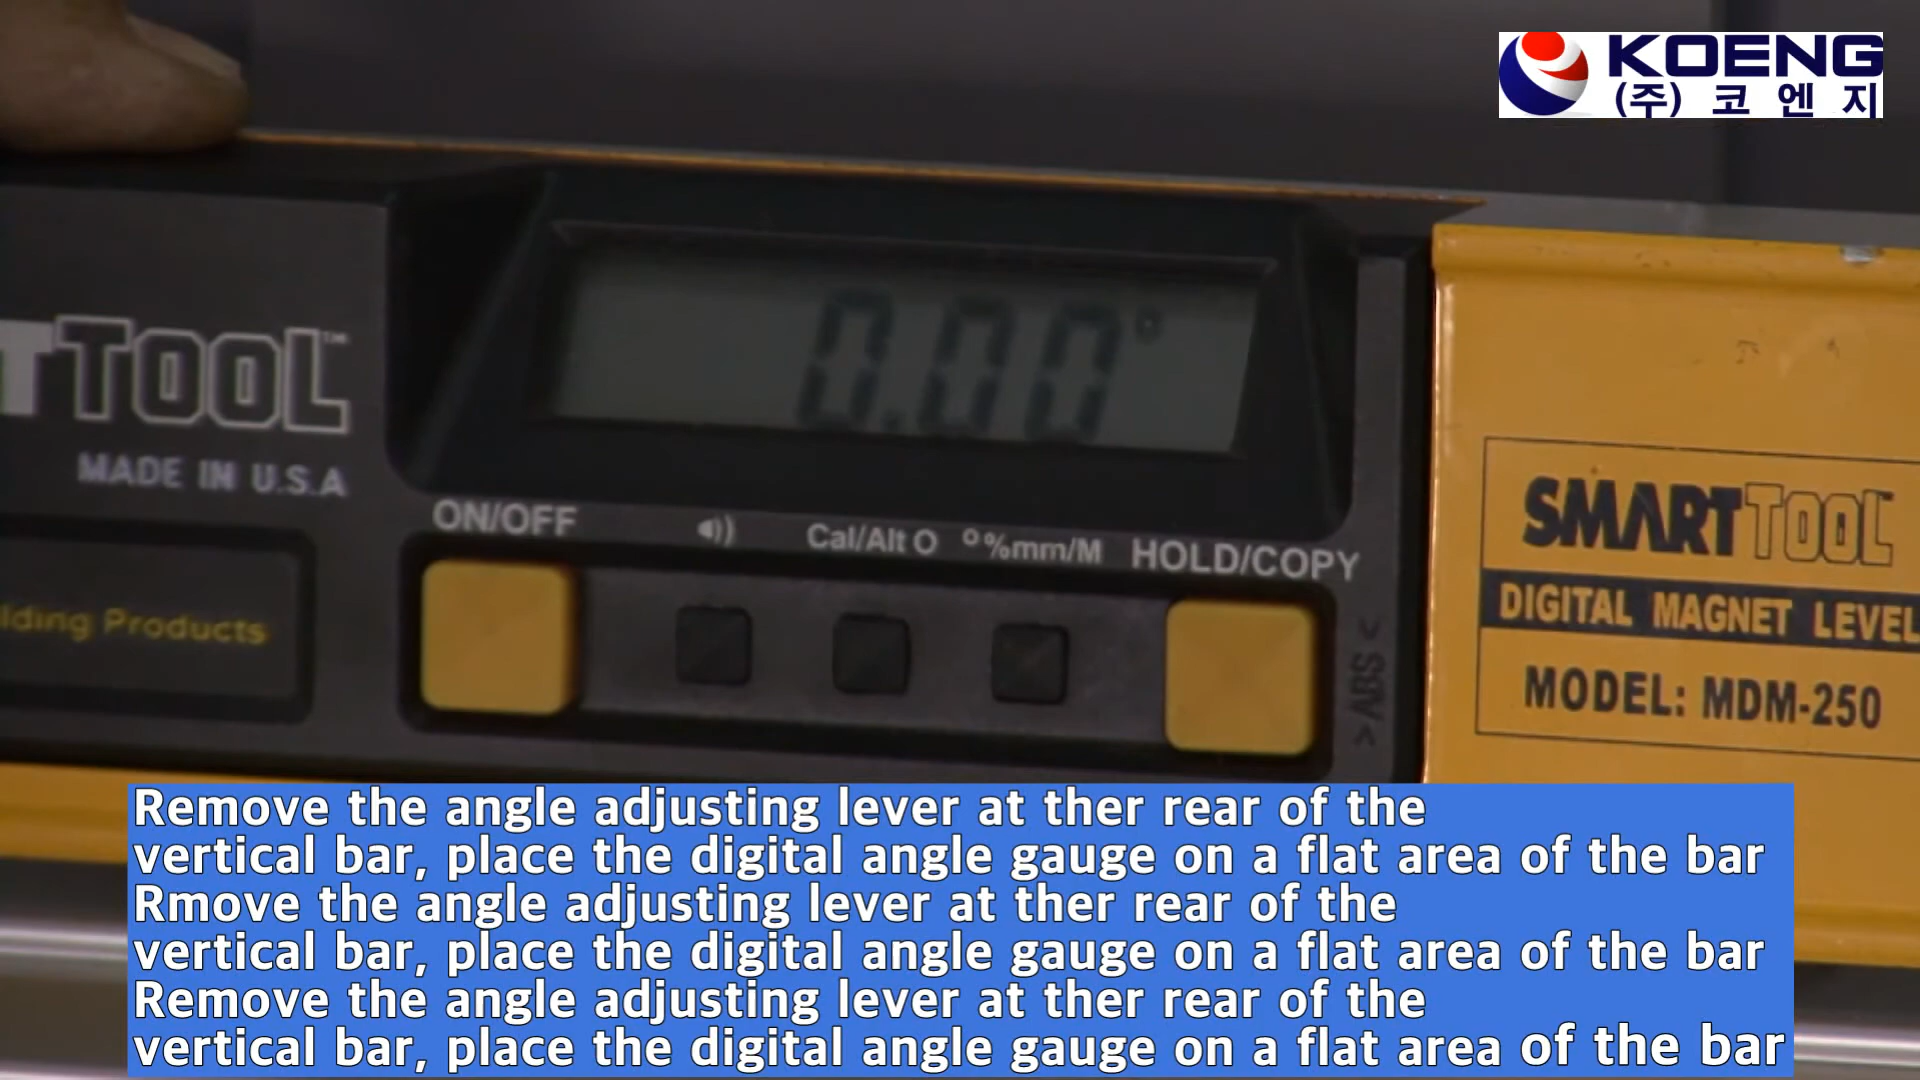 KOENG
(주) 코 엔 지
TOOL™
MADE IN U.S.A
0.00°
ON/OFF
Cal/Alt O
°%mm/M
HOLD/COPY
>ABS<
lding Products
SMARTTOOL
DIGITAL MAGNET LEVEL
MODEL: MDM-250
Remove the angle adjusting lever at ther rear of the
vertical bar, place the digital angle gauge on a flat area of the bar
Rmove the angle adjusting lever at ther rear of the
vertical bar, place the digital angle gauge on a flat area of the bar
Remove the angle adjusting lever at ther rear of the
vertical bar, place the digital angle gauge on a flat area of the bar